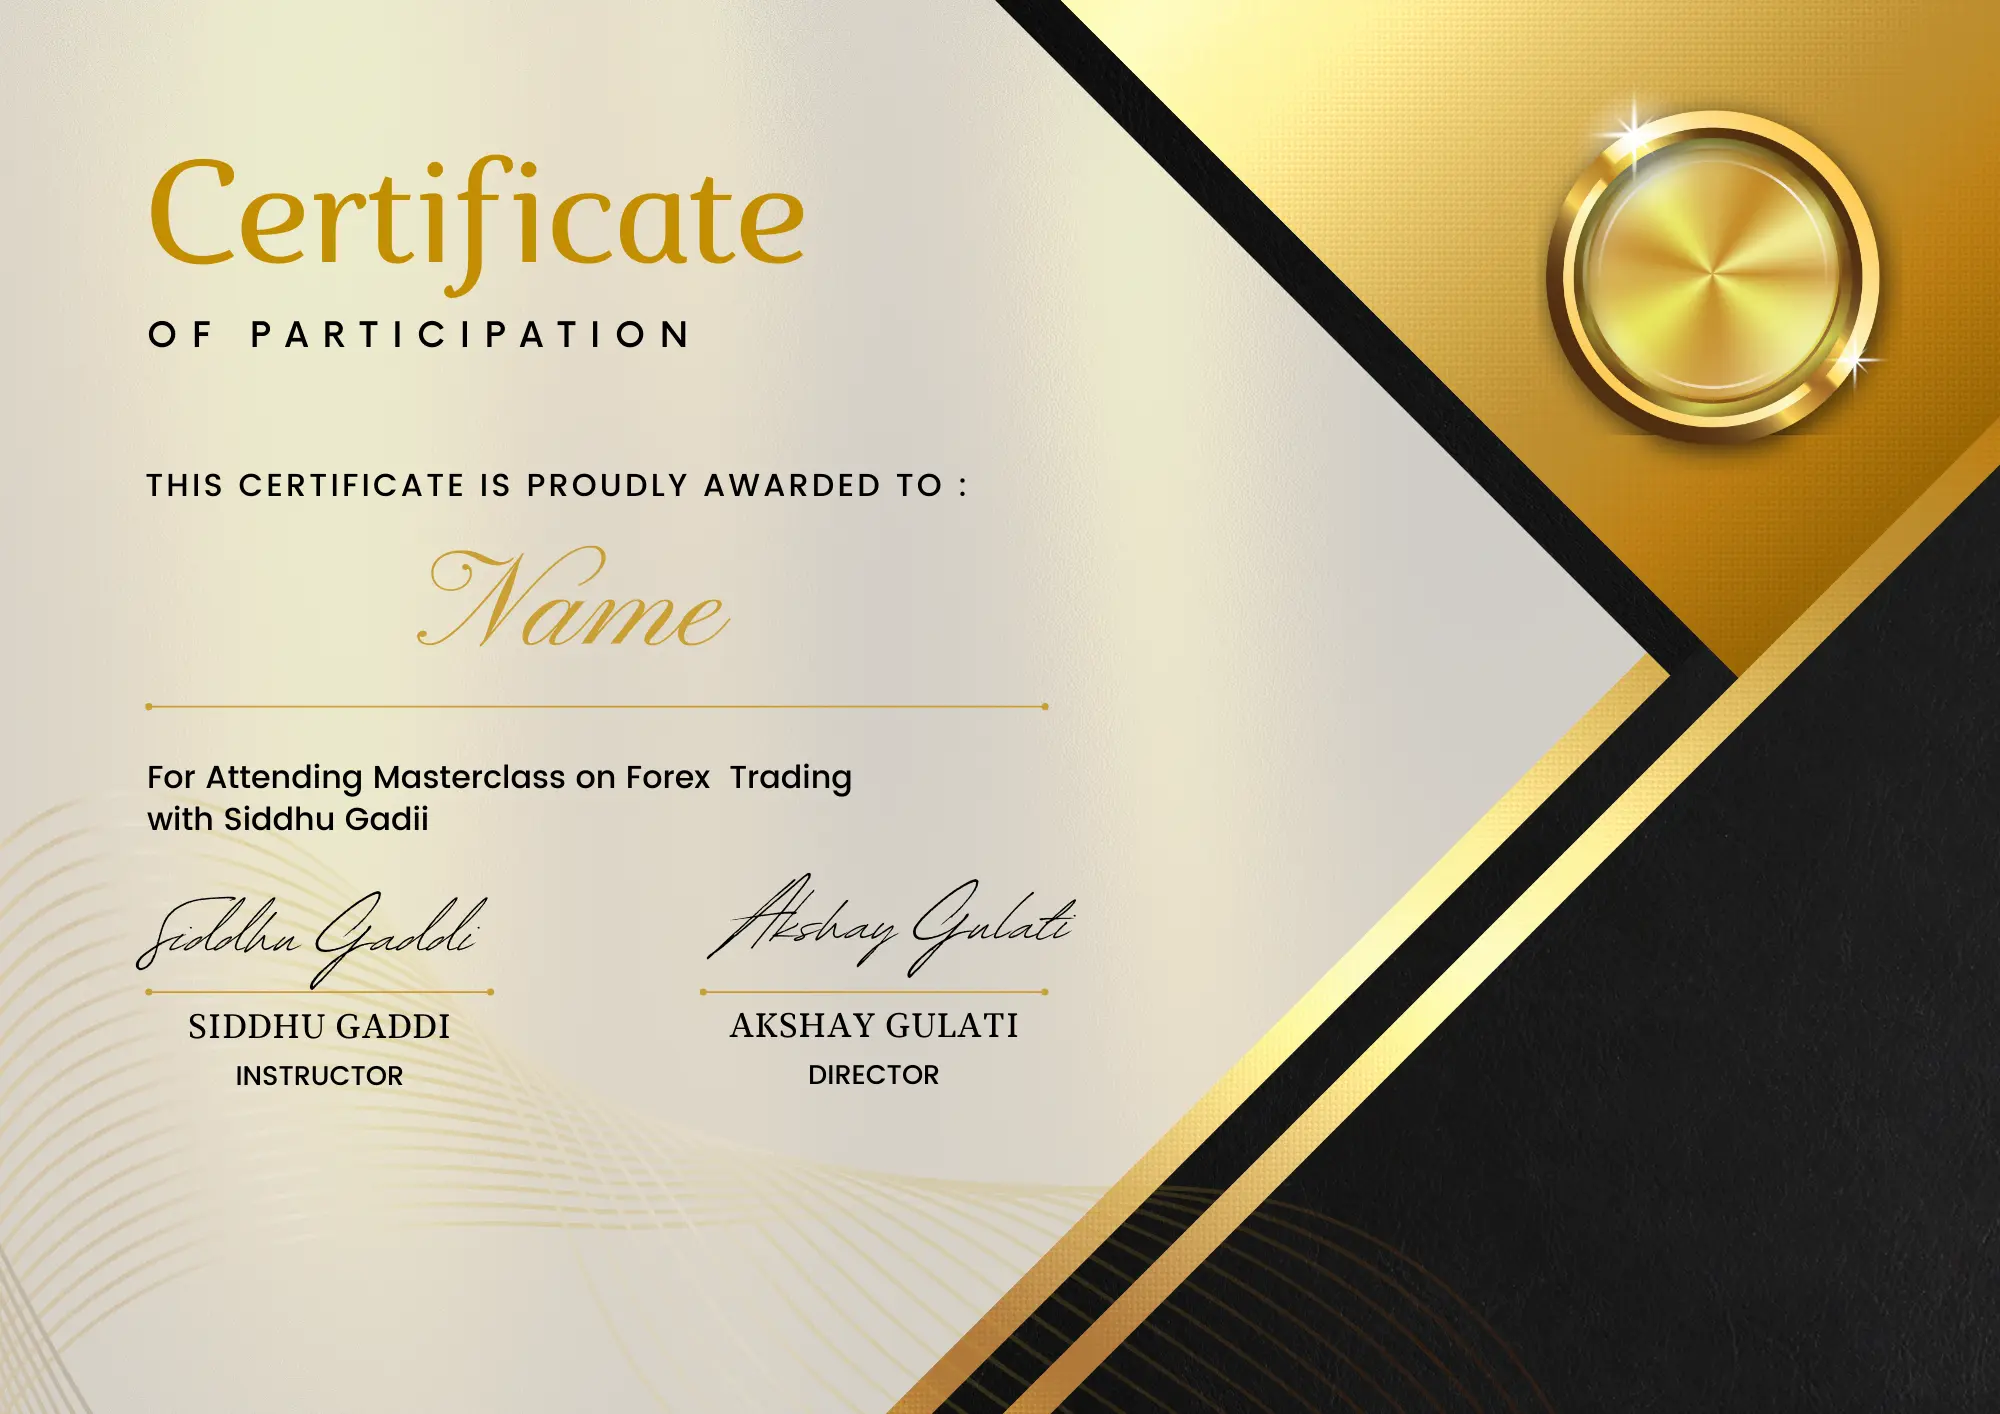 Certificate
OF PARTICIPATION
THIS CERTIFICATE IS PROUDLY AWARDED TO :
Name
For Attending Masterclass on Forex  Trading
with Siddhu Gadii
Siddhu Gaddi Akshay Gulati
SIDDHU GADDI AKSHAY GULATI
INSTRUCTOR DIRECTOR